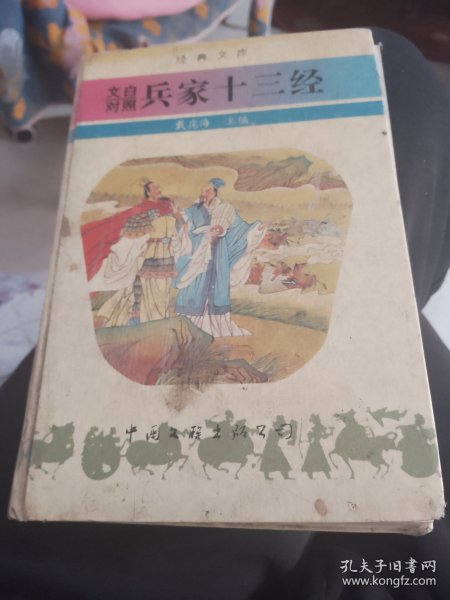 经典文库
文白对照 兵家十三经
戴庞海 主编
中国文联出版公司
孔夫子旧书网
www.kongfz.com